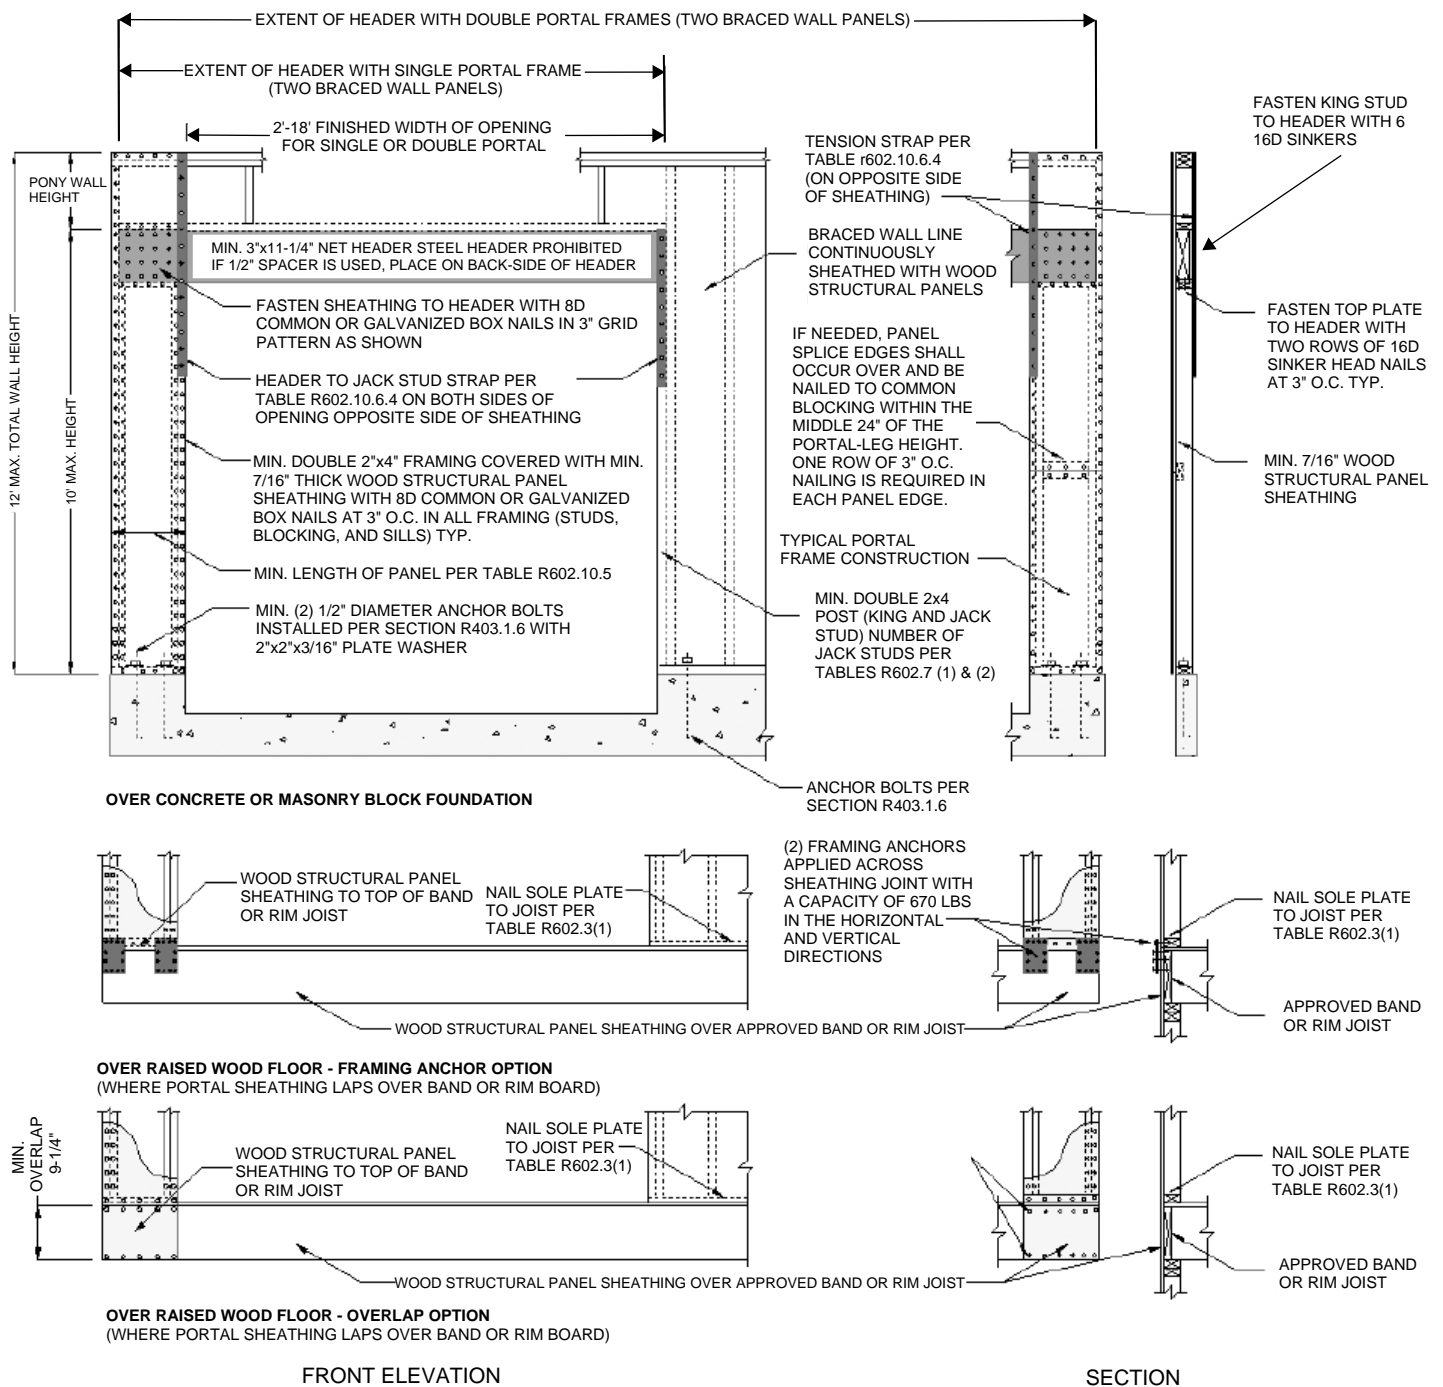 EXTENT OF HEADER WITH DOUBLE PORTAL FRAMES (TWO BRACED WALL PANELS)
EXTENT OF HEADER WITH SINGLE PORTAL FRAME
(TWO BRACED WALL PANELS)
2'-18' FINISHED WIDTH OF OPENING
FOR SINGLE OR DOUBLE PORTAL
TENSION STRAP PER
TABLE r602.10.6.4
(ON OPPOSITE SIDE
OF SHEATHING)
FASTEN KING STUD
TO HEADER WITH 6
16D SINKERS
PONY WALL
HEIGHT
12' MAX. TOTAL WALL HEIGHT
10' MAX. HEIGHT
MIN. 3"x11-1/4" NET HEADER STEEL HEADER PROHIBITED
IF 1/2" SPACER IS USED, PLACE ON BACK-SIDE OF HEADER
BRACED WALL LINE
CONTINUOUSLY
SHEATHED WITH WOOD
STRUCTURAL PANELS
FASTEN SHEATHING TO HEADER WITH 8D
COMMON OR GALVANIZED BOX NAILS IN 3" GRID
PATTERN AS SHOWN
FASTEN TOP PLATE
TO HEADER WITH
TWO ROWS OF 16D
SINKER HEAD NAILS
AT 3" O.C. TYP.
IF NEEDED, PANEL
SPLICE EDGES SHALL
OCCUR OVER AND BE
NAILED TO COMMON
BLOCKING WITHIN THE
MIDDLE 24" OF THE
PORTAL-LEG HEIGHT.
ONE ROW OF 3" O.C.
NAILING IS REQUIRED IN
EACH PANEL EDGE.
HEADER TO JACK STUD STRAP PER
TABLE R602.10.6.4 ON BOTH SIDES OF
OPENING OPPOSITE SIDE OF SHEATHING
MIN. DOUBLE 2"x4" FRAMING COVERED WITH MIN.
7/16" THICK WOOD STRUCTURAL PANEL
SHEATHING WITH 8D COMMON OR GALVANIZED
BOX NAILS AT 3" O.C. IN ALL FRAMING (STUDS,
BLOCKING, AND SILLS) TYP.
MIN. 7/16" WOOD
STRUCTURAL PANEL
SHEATHING
MIN. LENGTH OF PANEL PER TABLE R602.10.5
TYPICAL PORTAL
FRAME CONSTRUCTION
MIN. (2) 1/2" DIAMETER ANCHOR BOLTS
INSTALLED PER SECTION R403.1.6 WITH
2"x2"x3/16" PLATE WASHER
MIN. DOUBLE 2x4
POST (KING AND JACK
STUD) NUMBER OF
JACK STUDS PER
TABLES R602.7 (1) & (2)
OVER CONCRETE OR MASONRY BLOCK FOUNDATION
ANCHOR BOLTS PER
SECTION R403.1.6
WOOD STRUCTURAL PANEL
SHEATHING TO TOP OF BAND
OR RIM JOIST
NAIL SOLE PLATE
TO JOIST PER
TABLE R602.3(1)
(2) FRAMING ANCHORS
APPLIED ACROSS
SHEATHING JOINT WITH
A CAPACITY OF 670 LBS
IN THE HORIZONTAL
AND VERTICAL
DIRECTIONS
NAIL SOLE PLATE
TO JOIST PER
TABLE R602.3(1)
APPROVED BAND
OR RIM JOIST
WOOD STRUCTURAL PANEL SHEATHING OVER APPROVED BAND OR RIM JOIST
OVER RAISED WOOD FLOOR - FRAMING ANCHOR OPTION
(WHERE PORTAL SHEATHING LAPS OVER BAND OR RIM BOARD)
MIN.
OVERLAP
9-1/4"
WOOD STRUCTURAL PANEL
SHEATHING TO TOP OF BAND
OR RIM JOIST
NAIL SOLE PLATE
TO JOIST PER
TABLE R602.3(1)
NAIL SOLE PLATE
TO JOIST PER
TABLE R602.3(1)
APPROVED BAND
OR RIM JOIST
WOOD STRUCTURAL PANEL SHEATHING OVER APPROVED BAND OR RIM JOIST
OVER RAISED WOOD FLOOR - OVERLAP OPTION
(WHERE PORTAL SHEATHING LAPS OVER BAND OR RIM BOARD)
FRONT ELEVATION
SECTION